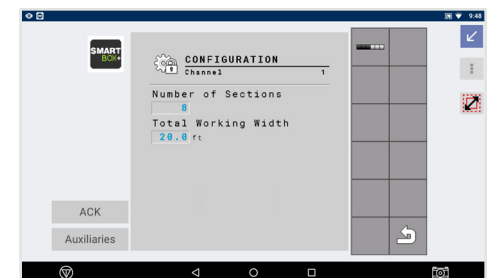 9:48
SMART
BOX+
CONFIGURATION
Channel 1
Number of Sections
8
Total Working Width
20.0 ft
ACK
Auxiliaries